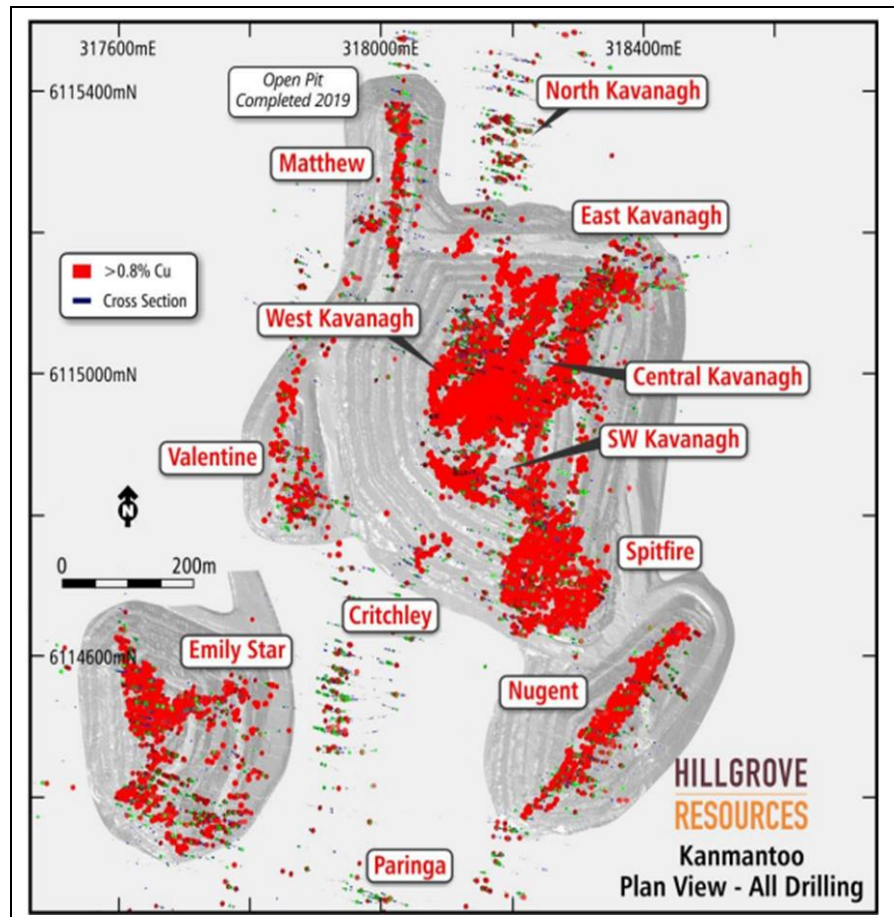 317600mE
318000mE
318400mE
6115400mN
Open Pit
Completed 2019
North Kavanagh
Matthew
East Kavanagh
>0.8% Cu
Cross Section
West Kavanagh
6115000mN
Central Kavanagh
SW Kavanagh
Valentine
N
0
200m
Spitfire
Critchley
6114600mN
Emily Star
Nugent
HILLGROVE
RESOURCES
Kanmantoo
Plan View - All Drilling
Paringa